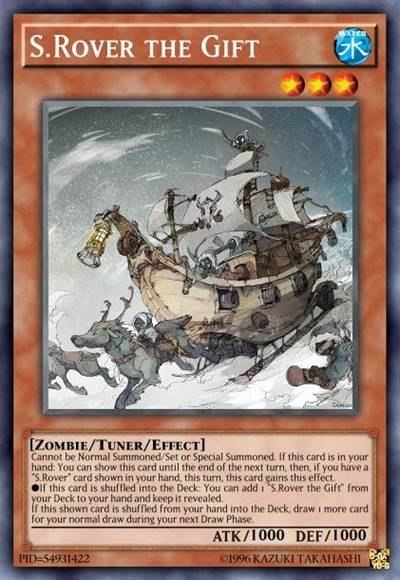 S.Rover the Gift
WATER
水
[Zombie/Tuner/Effect]
Cannot be Normal Summoned/Set or Special Summoned. If this card is in your
hand: You can show this card until the end of the next turn, then, if you have a
"S.Rover" card shown in your hand, this turn, this card gains this effect.
●If this card is shuffled into the Deck: You can add 1 "S.Rover the Gift" from
your Deck to your hand and keep it revealed.
If this shown card is shuffled from your hand into the Deck, draw 1 more card
for your normal draw during your next Draw Phase.
ATK/1000 DEF/1000
PID=54931422
©1996 KAZUKI TAKAHASHI